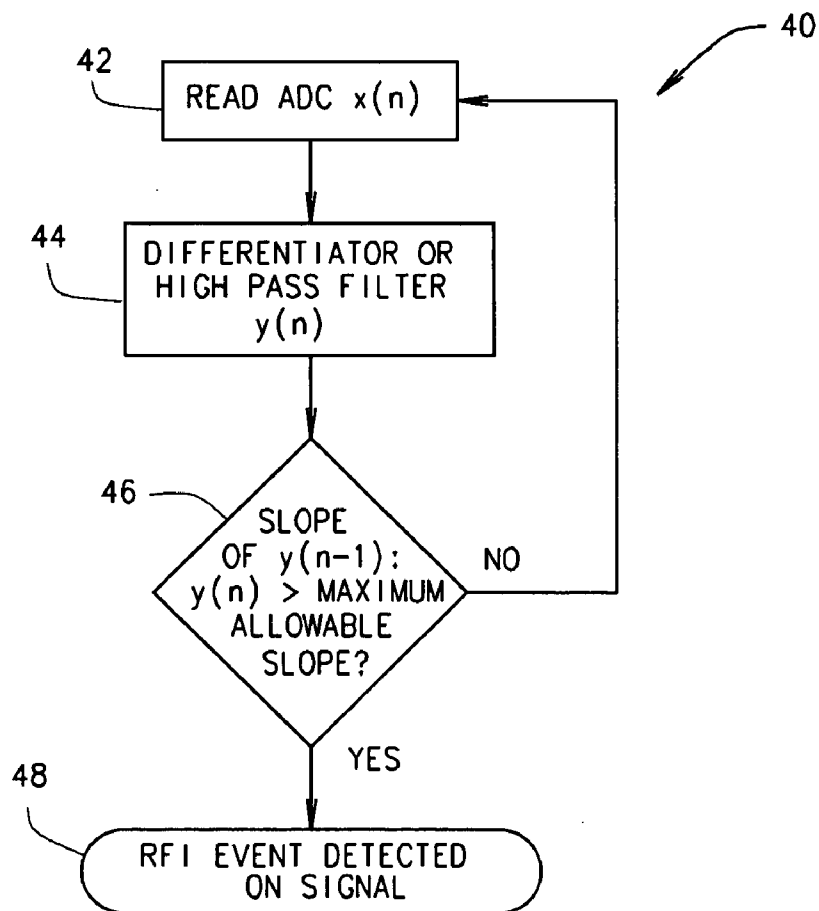 40
42
READ ADC x(n)
44
DIFFERENTIATOR OR
HIGH PASS FILTER
y(n)
46
SLOPE
OF y(n-1):
y(n) > MAXIMUM
ALLOWABLE
SLOPE?
NO
YES
48
RFI EVENT DETECTED
ON SIGNAL